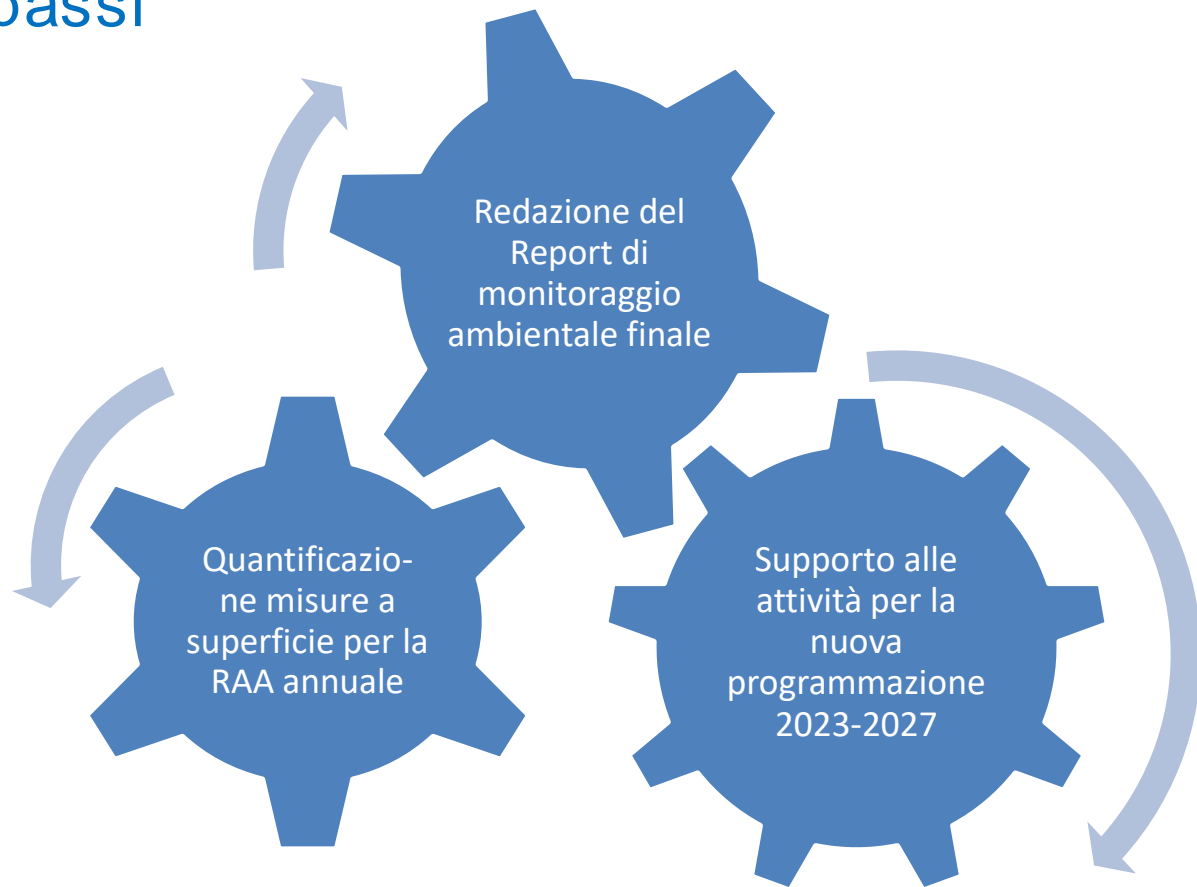 passi
Redazione del
Report di
monitoraggio
ambientale finale
Quantificazio-
ne misure a
superficie per la
RAA annuale
Supporto alle
attività per la
nuova
programmazione
2023-2027